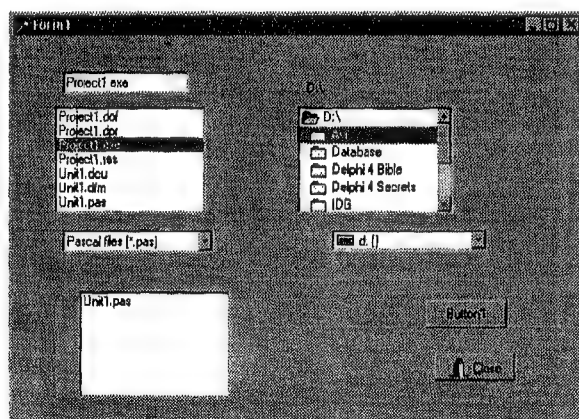 Form1
Project1.exe
D:\
Project1.dof
Project1.dpr
Project1.exe
Project1.res
Unit1.dcu
Unit1.dfm
Unit1.pas
D:\
Database
Delphi 4 Bible
Delphi 4 Secrets
IDG
Pascal files (*.pas)
d: []
Unit1.pas
Button1
Close